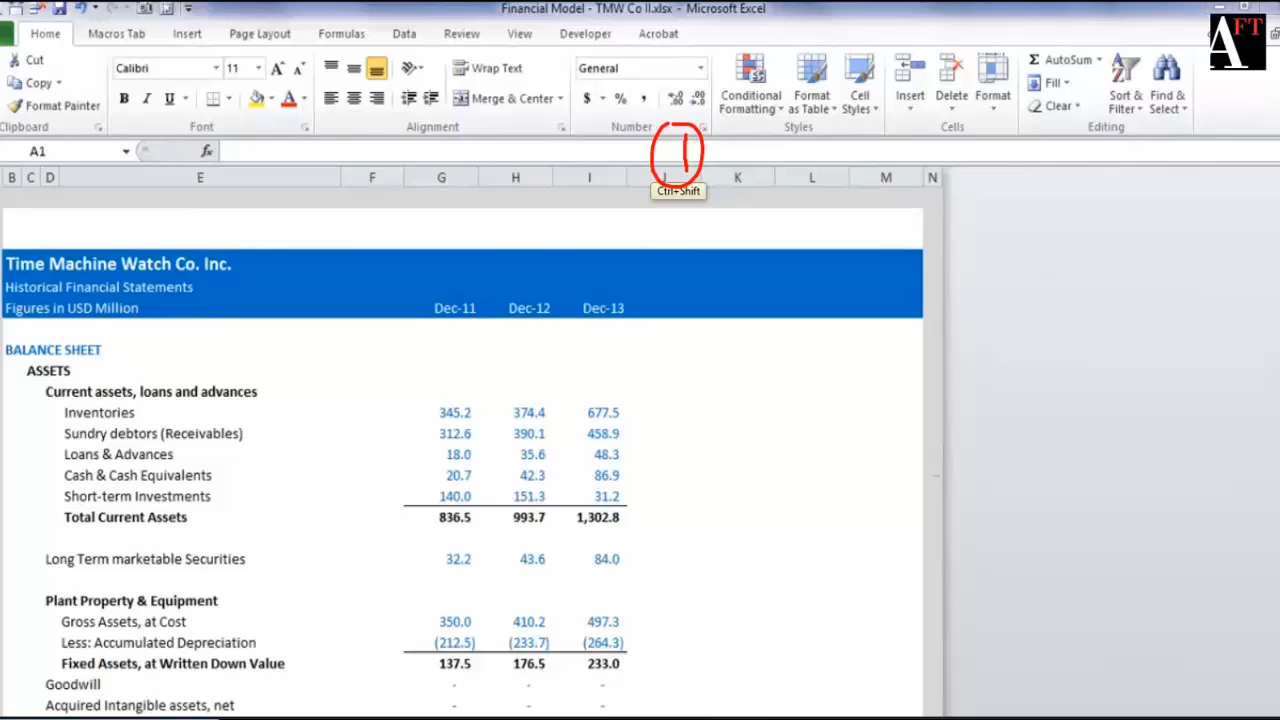 Financial Model - TMW Co II.xlsx - Microsoft Excel
AFT
Home Macros Tab Insert Page Layout Formulas Data Review View Developer Acrobat
Cut
Copy
Format Painter
Clipboard
Calibri 11
B I U
Font
Wrap Text
Merge & Center
Alignment
General
$ % ,
Number
Conditional Formatting
Format as Table
Cell Styles
Styles
Insert Delete Format
Cells
AutoSum
Fill
Clear
Sort & Filter
Find & Select
Editing
A1 fx
B C D E F G H I J K L M N
Ctrl+Shift
Time Machine Watch Co. Inc.
Historical Financial Statements
Figures in USD Million Dec-11 Dec-12 Dec-13
BALANCE SHEET
ASSETS
Current assets, loans and advances
Inventories 345.2 374.4 677.5
Sundry debtors (Receivables) 312.6 390.1 458.9
Loans & Advances 18.0 35.6 48.3
Cash & Cash Equivalents 20.7 42.3 86.9
Short-term Investments 140.0 151.3 31.2
Total Current Assets 836.5 993.7 1,302.8
Long Term marketable Securities 32.2 43.6 84.0
Plant Property & Equipment
Gross Assets, at Cost 350.0 410.2 497.3
Less: Accumulated Depreciation (212.5) (233.7) (264.3)
Fixed Assets, at Written Down Value 137.5 176.5 233.0
Goodwill - - -
Acquired Intangible assets, net - - -